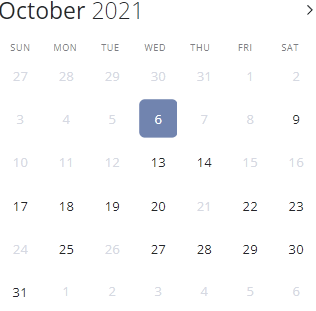 October 2021
SUN MON TUE WED THU FRI SAT
27 28 29 30 31 1 2
3 4 5 6 7 8 9
10 11 12 13 14 15 16
17 18 19 20 21 22 23
24 25 26 27 28 29 30
31 1 2 3 4 5 6